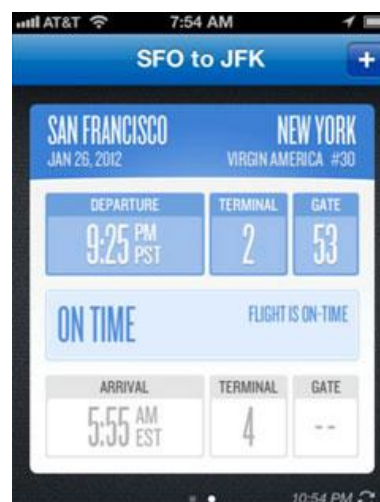 AT&T 7:54 AM
SFO to JFK +
SAN FRANCISCO NEW YORK
JAN 26, 2012 VIRGIN AMERICA #30
DEPARTURE TERMINAL GATE
9:25 PM PST 2 53
ON TIME FLIGHT IS ON-TIME
ARRIVAL TERMINAL GATE
5:55 AM EST 4 --
10:54 PM